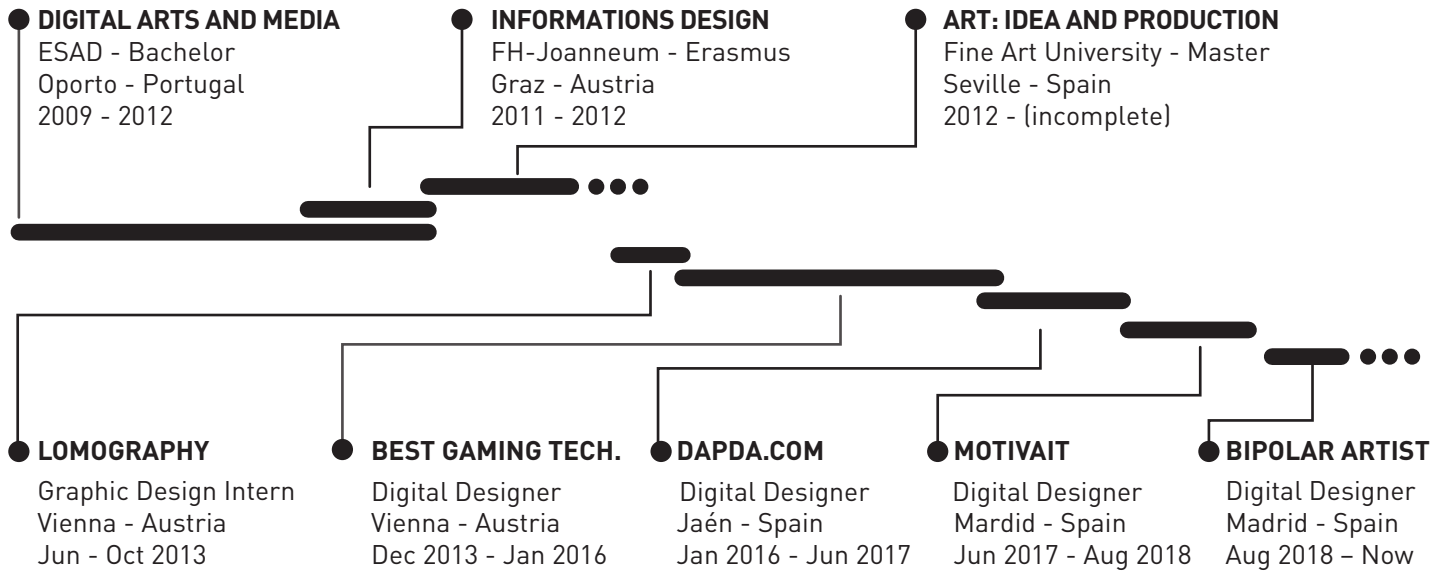 DIGITAL ARTS AND MEDIA
ESAD - Bachelor
Oporto - Portugal
2009 - 2012
INFORMATIONS DESIGN
FH-Joanneum - Erasmus
Graz - Austria
2011 - 2012
ART: IDEA AND PRODUCTION
Fine Art University - Master
Seville - Spain
2012 - (incomplete)
LOMOGRAPHY
Graphic Design Intern
Vienna - Austria
Jun - Oct 2013
BEST GAMING TECH.
Digital Designer
Vienna - Austria
Dec 2013 - Jan 2016
DAPDA.COM
Digital Designer
Jaén - Spain
Jan 2016 - Jun 2017
MOTIVAIT
Digital Designer
Mardid - Spain
Jun 2017 - Aug 2018
BIPOLAR ARTIST
Digital Designer
Madrid - Spain
Aug 2018 – Now